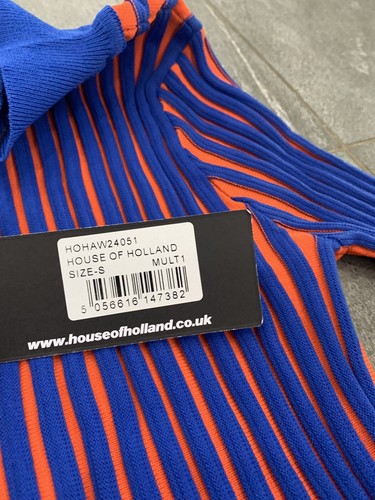 HOHAW24051
HOUSE OF HOLLAND
SIZE-S MULT1
5 056616 147382
www.houseofholland.co.uk